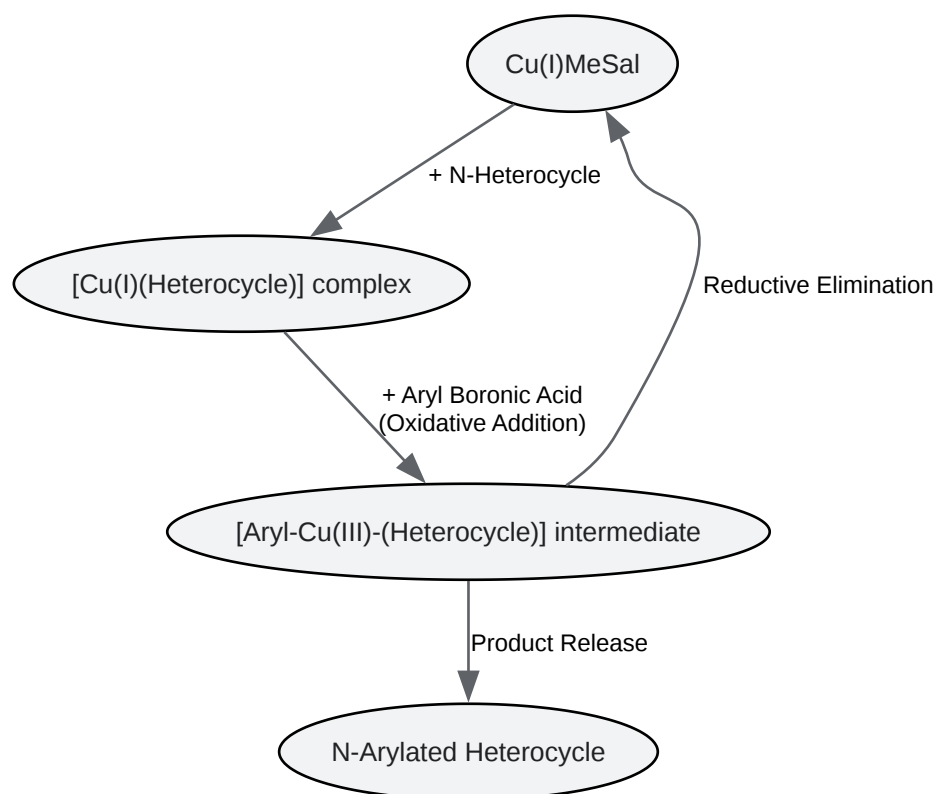 Cu(I)MeSal
+ N-Heterocycle
[Cu(I)(Heterocycle)] complex
Reductive Elimination
+ Aryl Boronic Acid
(Oxidative Addition)
[Aryl-Cu(III)-(Heterocycle)] intermediate
Product Release
N-Arylated Heterocycle